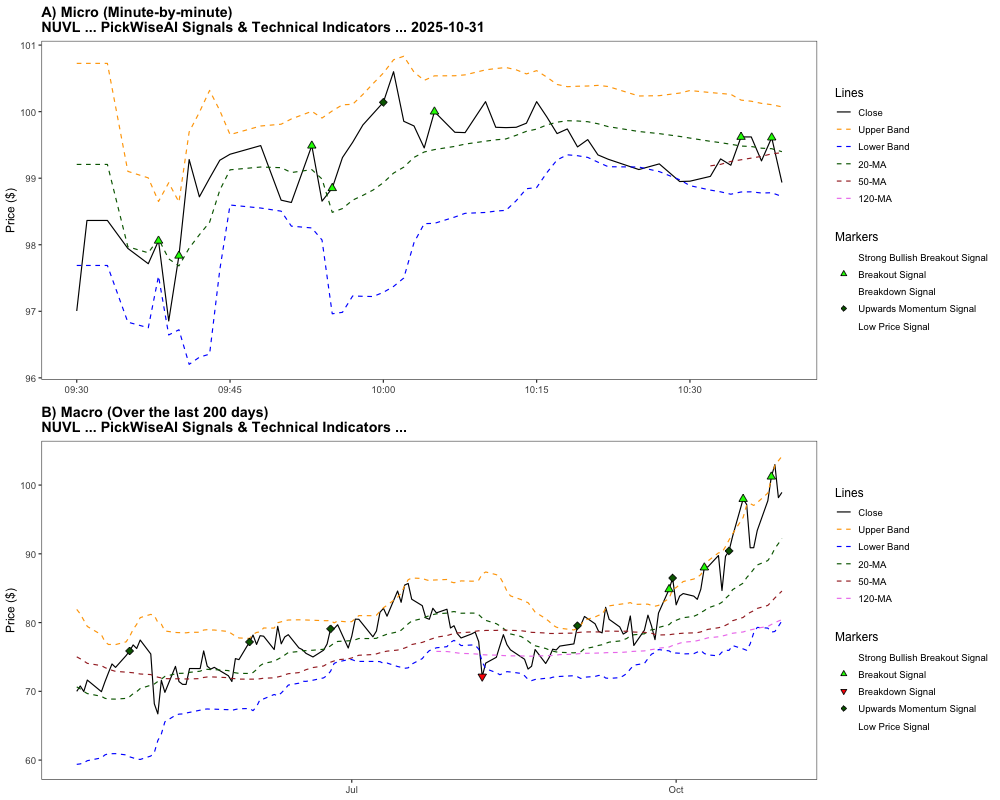 A) Micro (Minute-by-minute)
NUVL ... PickWiseAI Signals & Technical Indicators ... 2025-10-31
Price ($)
101
100
99
98
97
96
09:30
09:45
10:00
10:15
10:30
Lines
Close
Upper Band
Lower Band
20-MA
50-MA
120-MA
Markers
Strong Bullish Breakout Signal
Breakout Signal
Breakdown Signal
Upwards Momentum Signal
Low Price Signal
B) Macro (Over the last 200 days)
NUVL ... PickWiseAI Signals & Technical Indicators ...
Price ($)
100
90
80
70
60
Jul
Oct
Lines
Close
Upper Band
Lower Band
20-MA
50-MA
120-MA
Markers
Strong Bullish Breakout Signal
Breakout Signal
Breakdown Signal
Upwards Momentum Signal
Low Price Signal